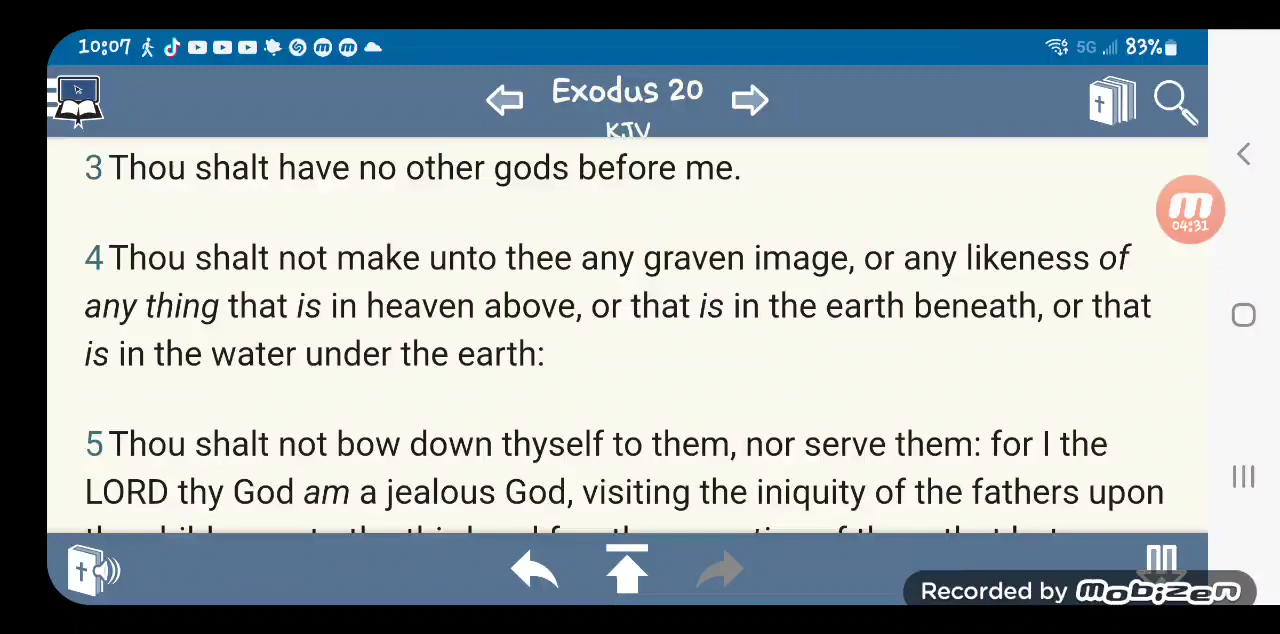 10:07
5G 83%
Exodus 20
KJV
3 Thou shalt have no other gods before me.
04:31
4 Thou shalt not make unto thee any graven image, or any likeness of
any thing that is in heaven above, or that is in the earth beneath, or that
is in the water under the earth:
5 Thou shalt not bow down thyself to them, nor serve them: for I the
LORD thy God am a jealous God, visiting the iniquity of the fathers upon
Recorded by mobizen